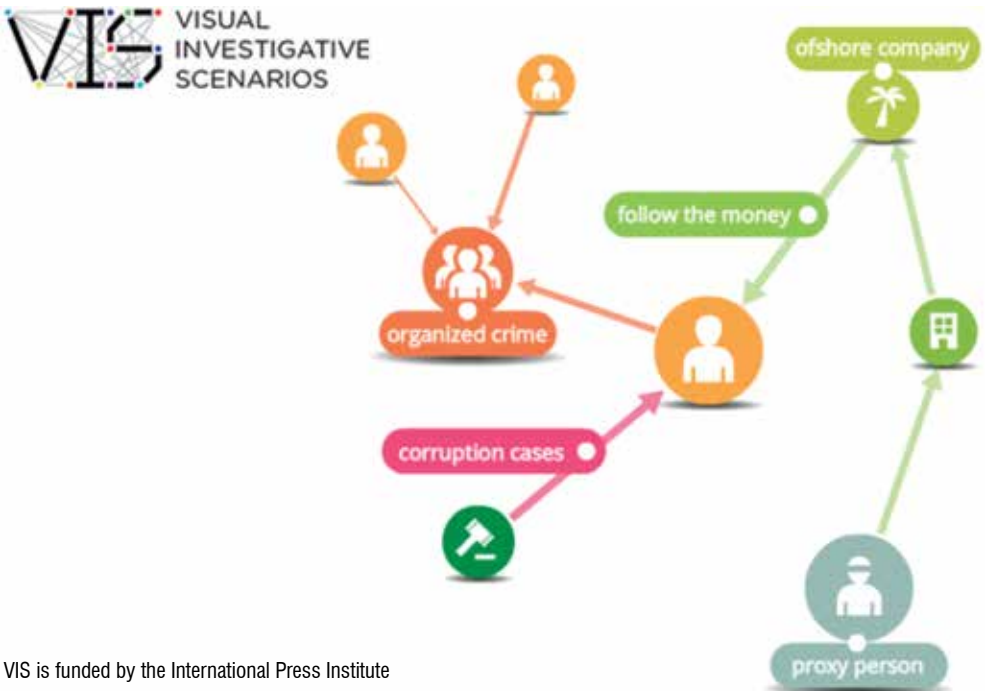 VIS
VISUAL
INVESTIGATIVE
SCENARIOS
ofshore company
follow the money
organized crime
corruption cases
proxy person
VIS is funded by the International Press Institute